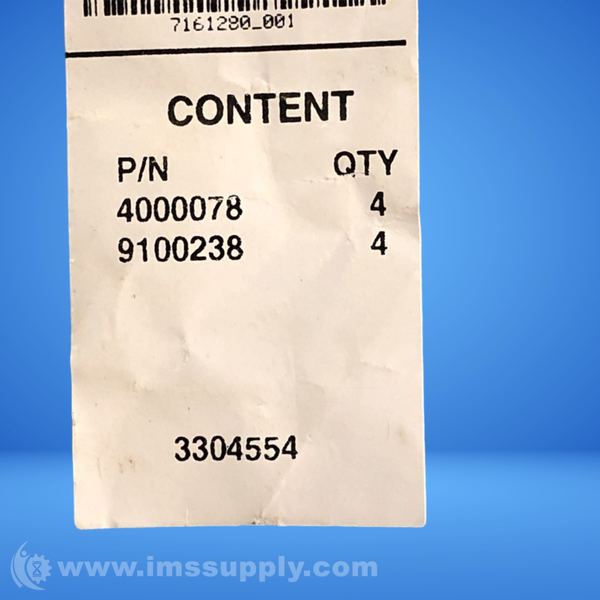 7161280_001
CONTENT
P/N QTY
4000078 4
9100238 4
3304554
www.imssupply.com